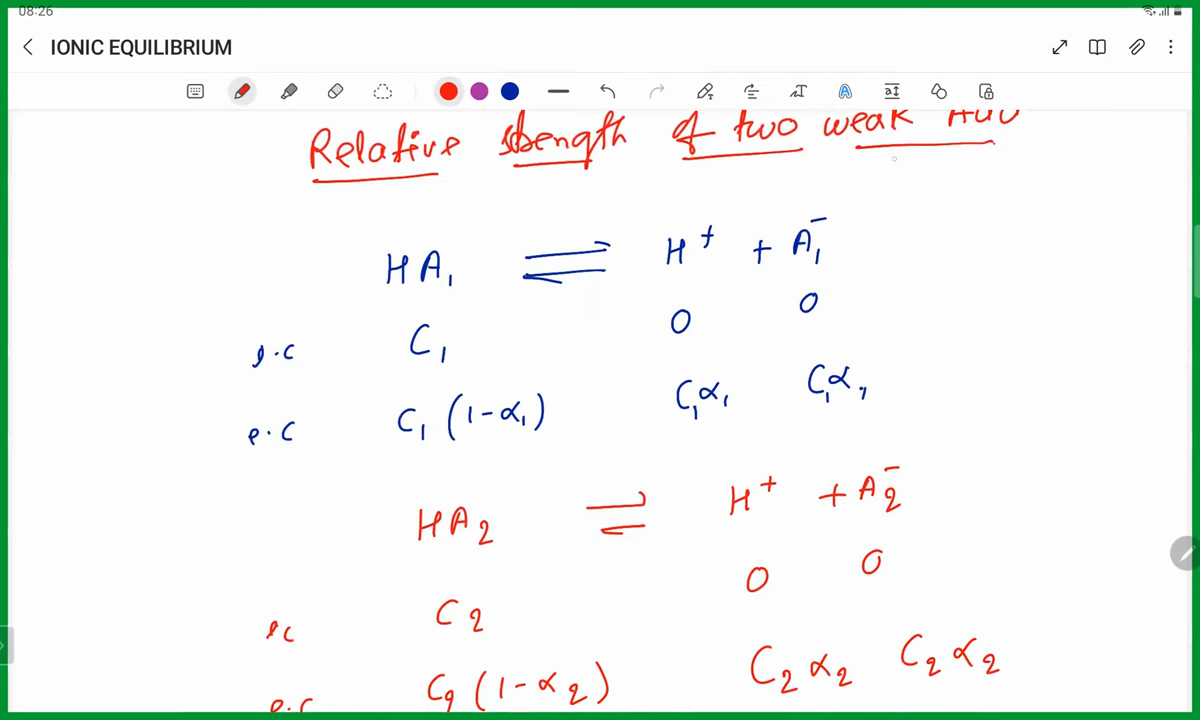 08:26
IONIC EQUILIBRIUM
Relative strength of two weak
HA₁ ⇌ H⁺ + A₁⁻
C₁ 0 0
C₁ (1-α₁) C₁α₁ C₁α₁
e.C
HA₂ ⇌ H⁺ + A₂⁻
0 0
C₂
C₂ (1-α₂) C₂α₂ C₂α₂
e.C